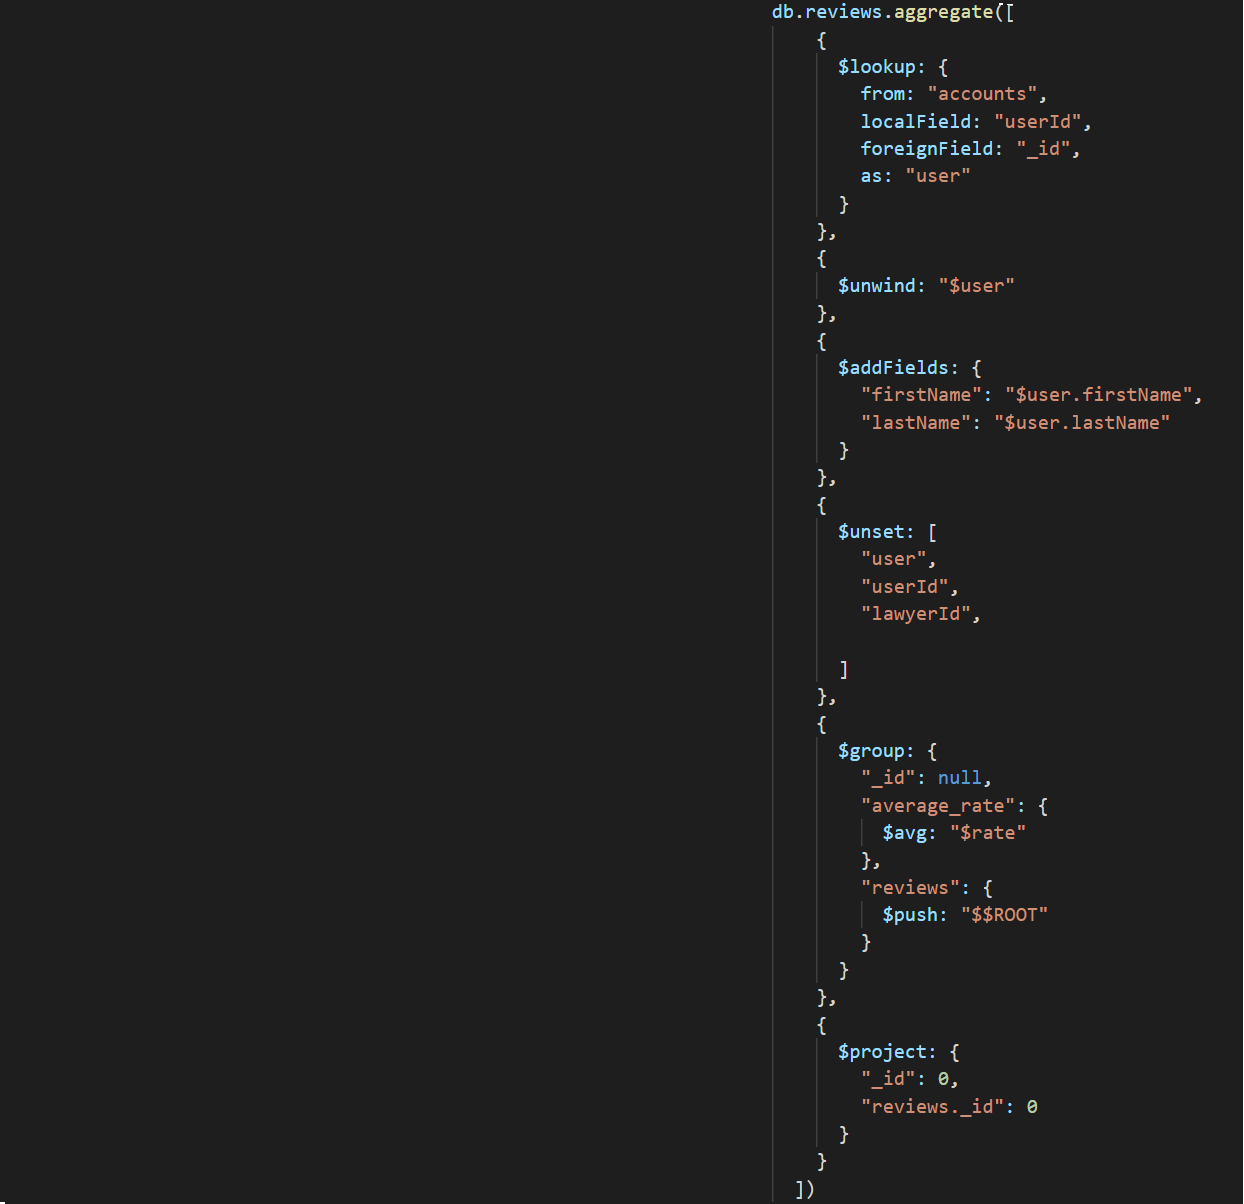 db.reviews.aggregate([
{
$lookup: {
from: "accounts",
localField: "userId",
foreignField: "_id",
as: "user"
}
},
{
$unwind: "$user"
},
{
$addFields: {
"firstName": "$user.firstName",
"lastName": "$user.lastName"
}
},
{
$unset: [
"user",
"userId",
"lawyerId",
]
},
{
$group: {
"_id": null,
"average_rate": {
$avg: "$rate"
},
"reviews": {
$push: "$$ROOT"
}
}
},
{
$project: {
"_id": 0,
"reviews._id": 0
}
}
])